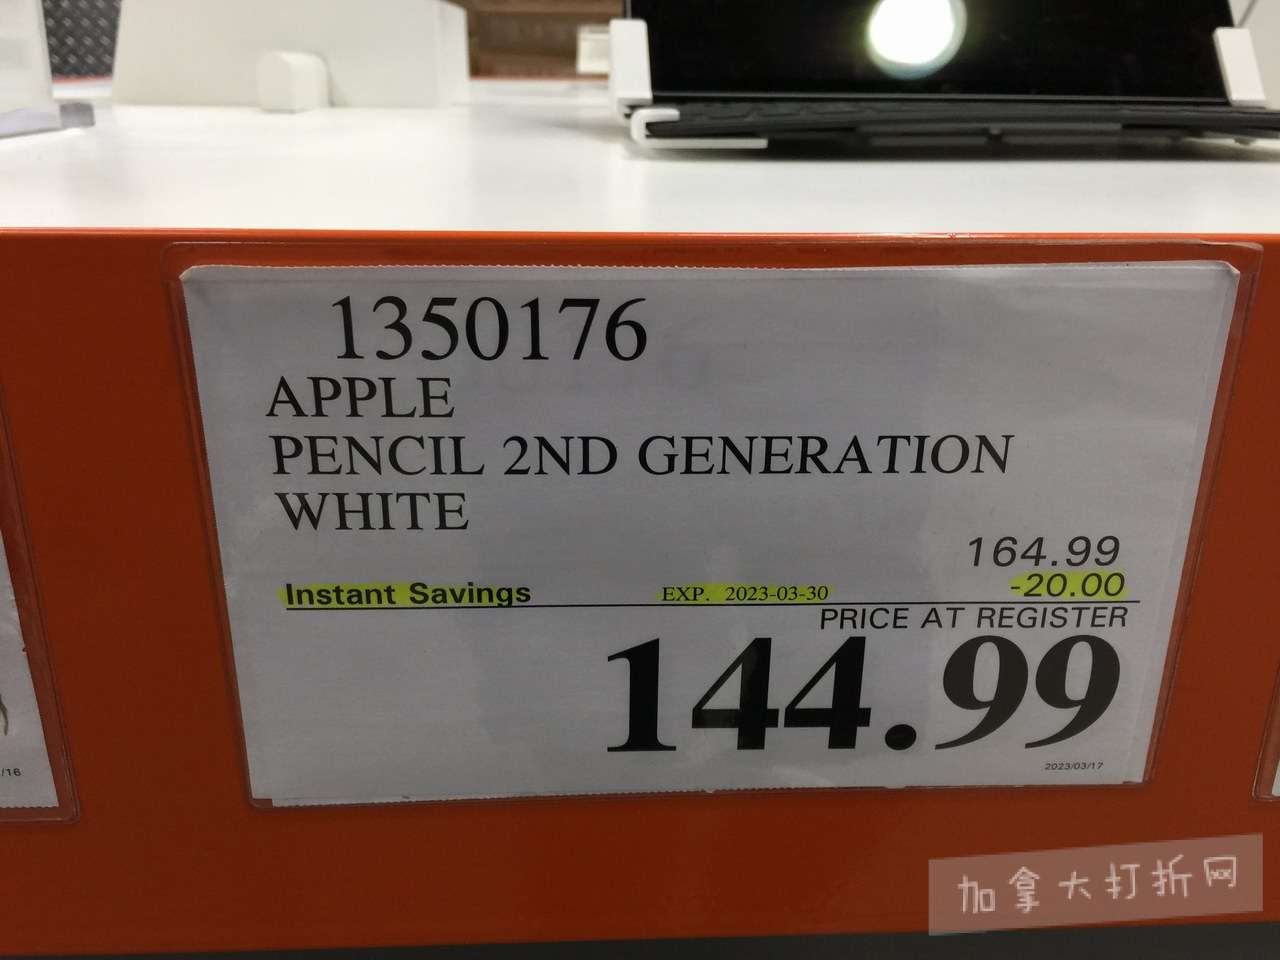 1350176
APPLE
PENCIL 2ND GENERATION
WHITE
164.99
Instant Savings EXP. 2023-03-30 -20.00
PRICE AT REGISTER
144.99
2023/03/17
/16
加拿大打折网